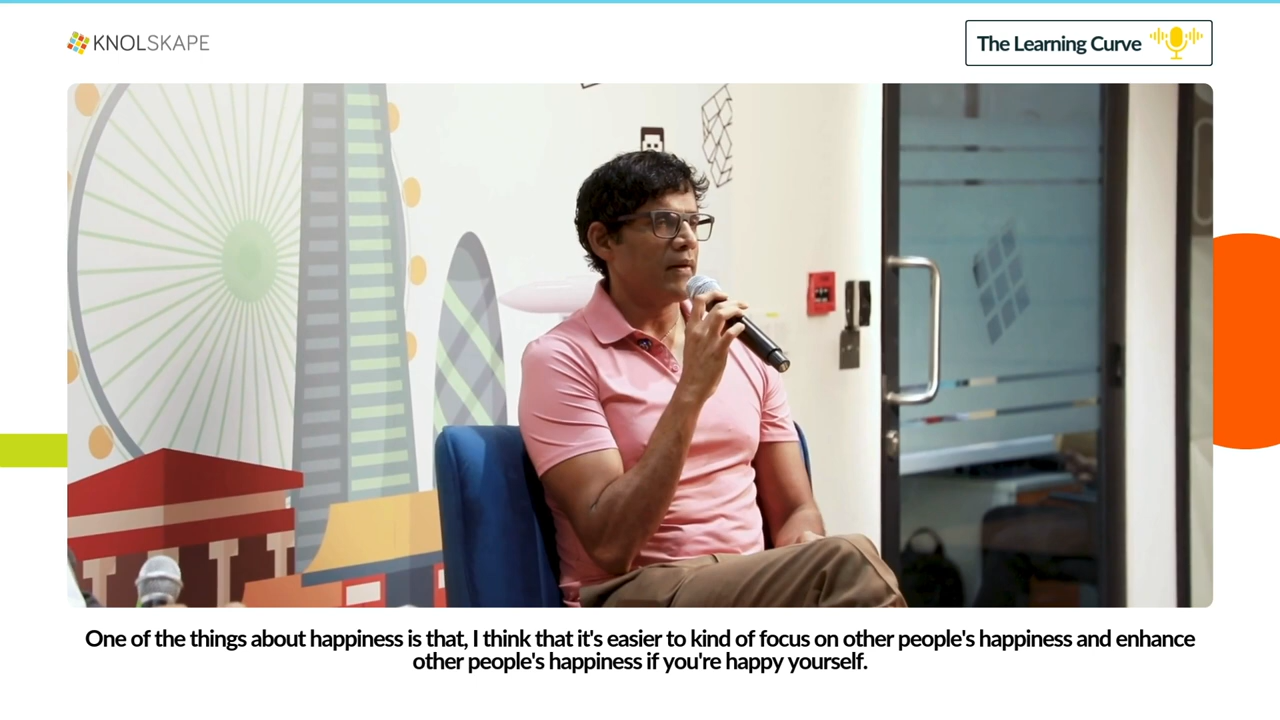 KNOLSKAPE
The Learning Curve
One of the things about happiness is that, I think that it's easier to kind of focus on other people's happiness and enhance
other people's happiness if you're happy yourself.